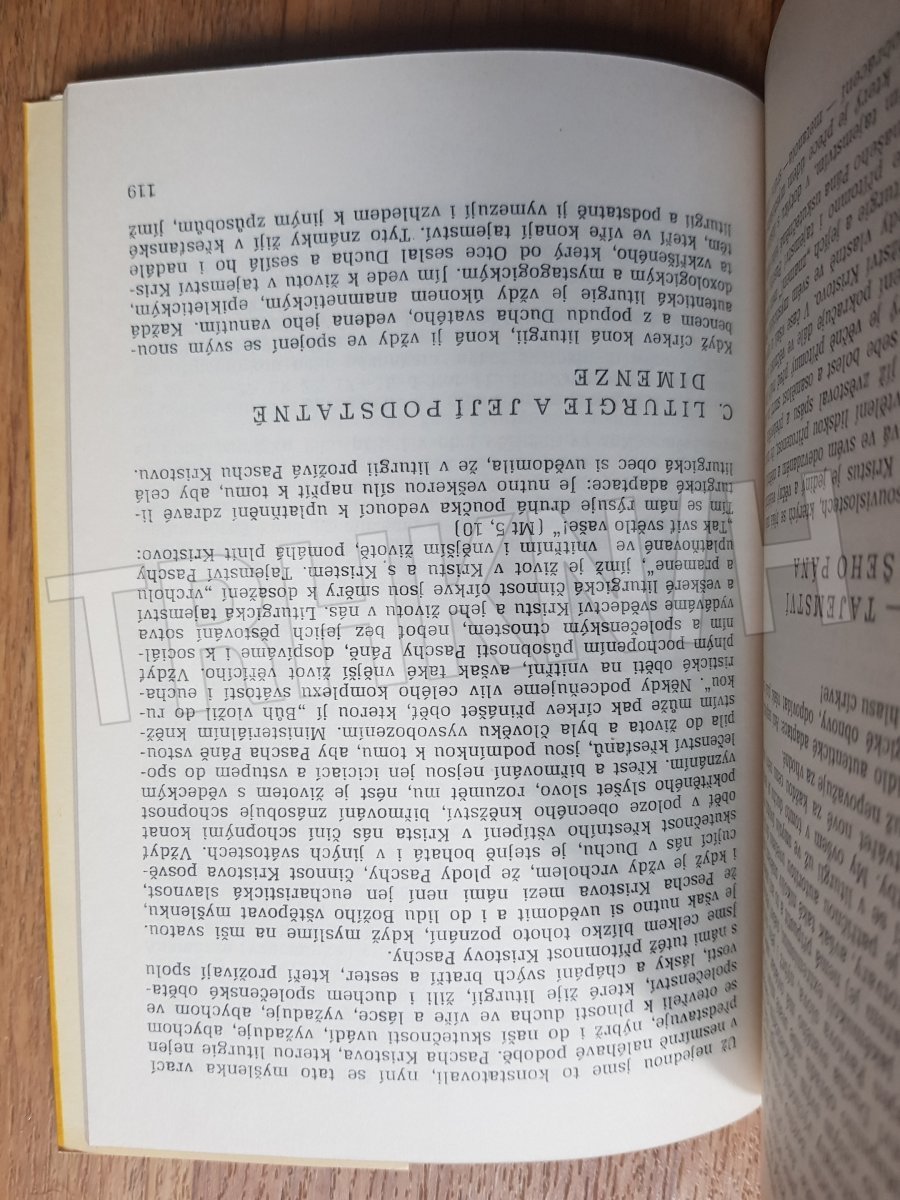 Už nejednou jsme to konstatovali, nyní se tato myšlenka vrací
v nesmírně naléhavé podobě. Pascha Kristova, kterou liturgie nejen
představuje, nýbrž i do naší skutečnosti uvádí, vyžaduje, abychom
se otevřeli k plnosti ducha ve víře a lásce, vyžaduje, abychom ve
společenství, které žije liturgií, žili i duchem společenské oběta-
vosti, lásky a chápání svých bratří a sester, kteří prožívají spolu
s námi tutéž přítomnost Kristovy Paschy.
jsme celkem blízko tohoto poznání, když myslíme na mši svatou.
je však nutno si uvědomit a i do lidu Božího vštěpovat myšlenku,
že Pescha Kristova mezi námi není jen eucharistická slavnost,
i když je vždy vrcholem, že plody Paschy, činnost Kristova posvě-
cující nás v Duchu, je stejně bohatá i v jiných svátostech. Vždyť
skutečnost křestního vštípení v Krista nás činí schopnými konat
oběť v poloze obecného kněžství, biřmování znásobuje schopnost
pokřtěného slyšet slovo, rozumět mu, nést je životem s vědeckým
vyznáním. Křest a biřmování nejsou jen iniciací a vstupem do spo-
lečenství křesťanů, jsou podmínkou k tomu, aby Pascha Páně vstou-
pila do života a byla člověku vysvobozením. Ministeriálním kněž-
stvím může pak církev přinášet oběť, kterou jí „Bůh vložil do ru-
kou“. Někdy podceňujeme vliv celého komplexu svátostí i eucha-
ristické oběti na vnitřní, avšak také vnější život věřícího. Vždyť
plným pochopením působnosti Paschy Páně, dospíváme i k sociál-
ním a společenským ctnostem, neboť bez jejich pěstování sotva
vydáváme svědectví Kristu a jeho životu v nás. Liturgická tajemství
a veškeré liturgická činnost církve jsou směry k dosažení „vrcholu
a pramene“, jímž je život v Kristu a s Kristem. Tajemství Paschy
uplatňované ve vnitřním i vnějším životě, pomáhá plnit Kristovo:
„Tak sviť světlo vaše!“ (Mt 5, 10)
Tím se nám rýsuje druhá poučka vedoucí k uplatňění zdravé li-
turgické adaptace: je nutno veškerou sílu napřít k tomu, aby celá
liturgická obec si uvědomila, že v liturgii prožívá Paschu Kristovu.
C. LITURGIE A JEJÍ PODSTATNÉ
DIMENZE
Když církev koná liturgii, koná ji vždy ve spojení se svým snou-
bencem a z popudu Ducha svatého, vedena jeho vanutím. Každá
autentická liturgie je vždy úkonem anamnetickým, epikletickým,
doxologickým a mystagogickým. Jím vede k životu v tajemství Kris-
ta vzkříšeného, který od Otce seslal Ducha a sesílá ho i nadále
těm, kteří ve víře konají tajemství. Tyto známky žijí v křesťanské
liturgii a podstatně ji vymezují i vzhledem k jiným způsobům, jimž
119
TAJEMSTVÍ
ŠEHO PÁNA
hlasu církve!
TRHKNIH